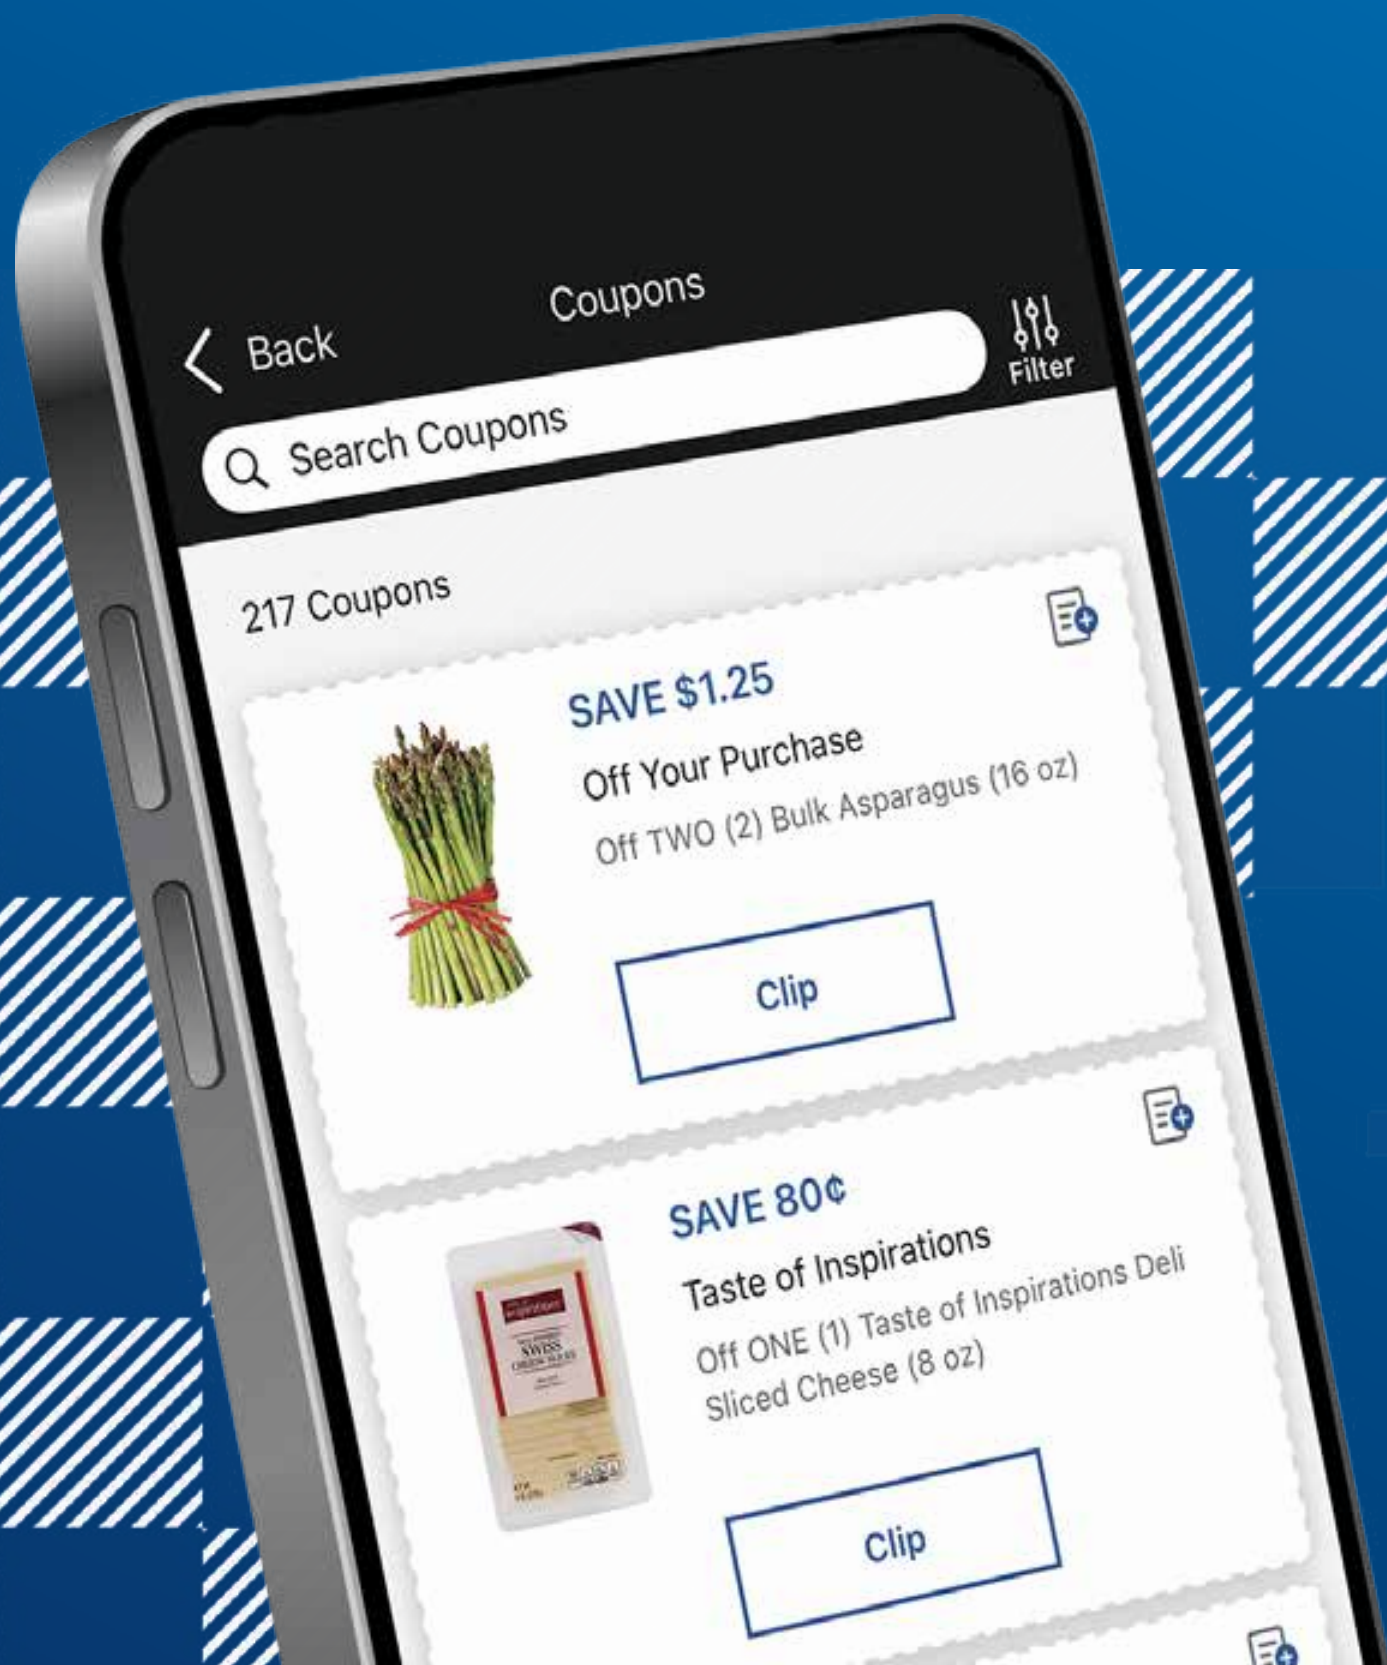 Coupons
Back
Filter
Search Coupons
217 Coupons
SAVE $1.25
Off Your Purchase
Off TWO (2) Bulk Asparagus (16 oz)
Clip
SAVE 80¢
Taste of Inspirations
Off ONE (1) Taste of Inspirations Deli
Sliced Cheese (8 oz)
SWISS
Clip